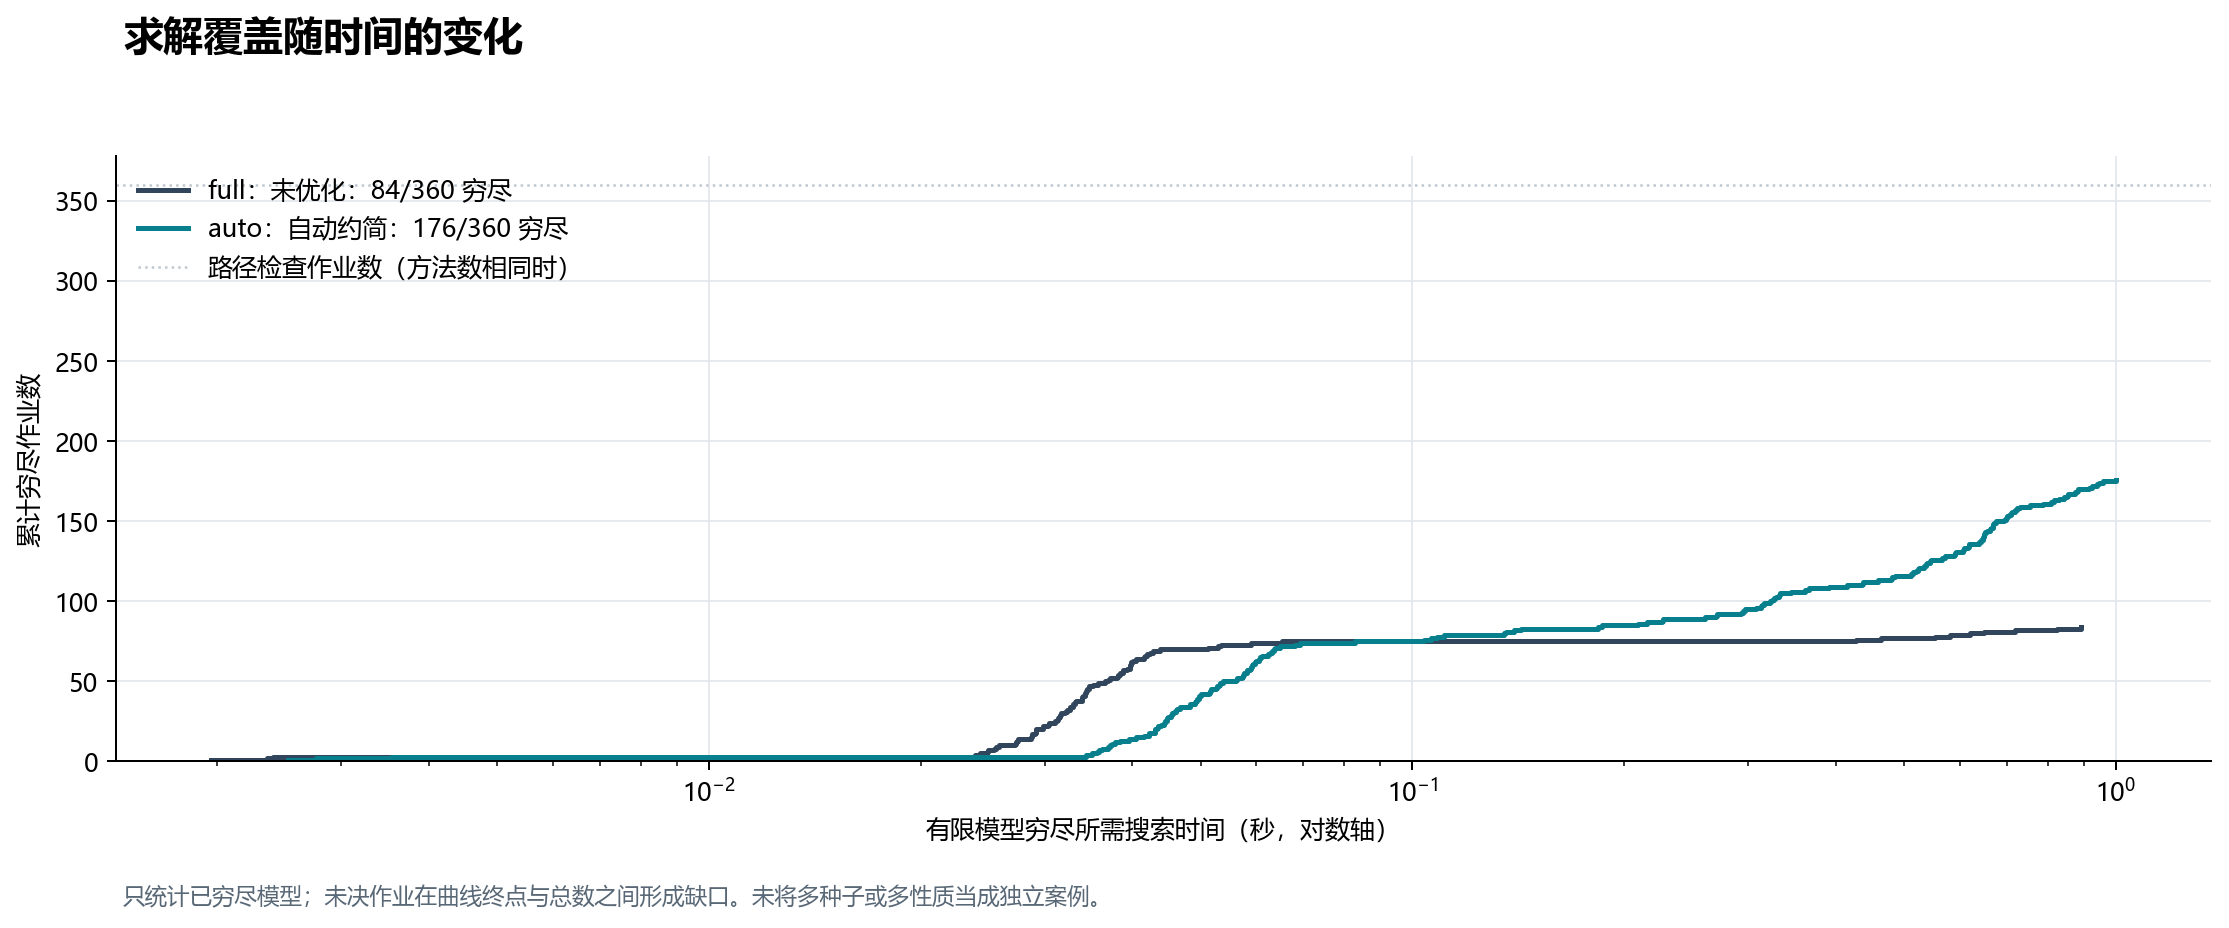 求解覆盖随时间的变化
full：未优化：84/360 穷尽
auto：自动约简：176/360 穷尽
路径检查作业数（方法数相同时）
350
300
250
200
150
100
50
0
累计穷尽作业数
10⁻²
10⁻¹
10⁰
有限模型穷尽所需搜索时间（秒，对数轴）
只统计已穷尽模型；未决作业在曲线终点与总数之间形成缺口。未将多种子或多性质当成独立案例。